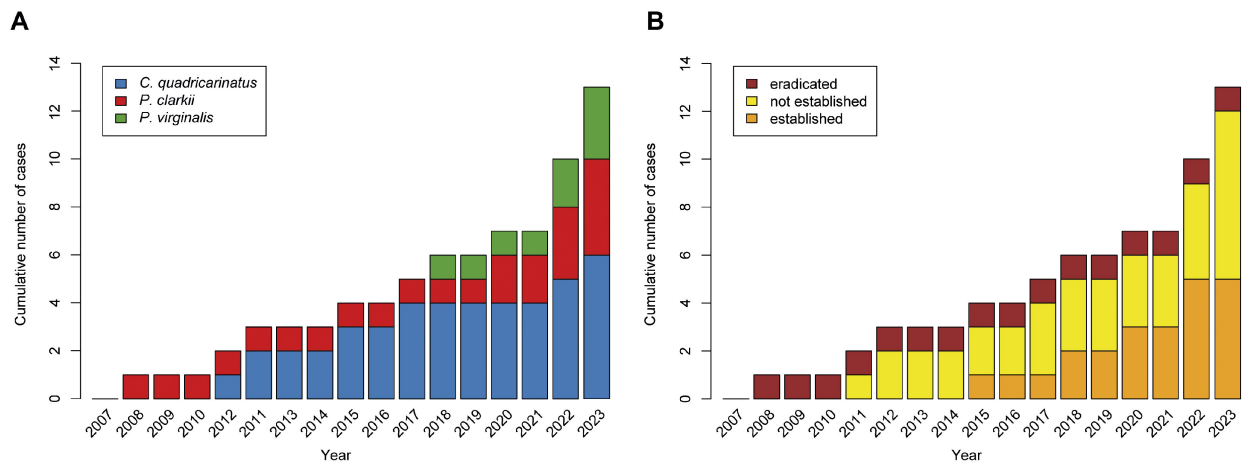 A
B
Cumulative number of cases
0
2
4
6
8
10
12
14
C. quadricarinatus
P. clarkii
P. virginalis
2007 2008 2009 2010 2012 2011 2013 2014 2015 2016 2017 2018 2019 2020 2021 2022 2023
Year
Cumulative number of cases
0
2
4
6
8
10
12
14
eradicated
not established
established
2007 2008 2009 2010 2011 2012 2013 2014 2015 2016 2017 2018 2019 2020 2021 2022 2023
Year